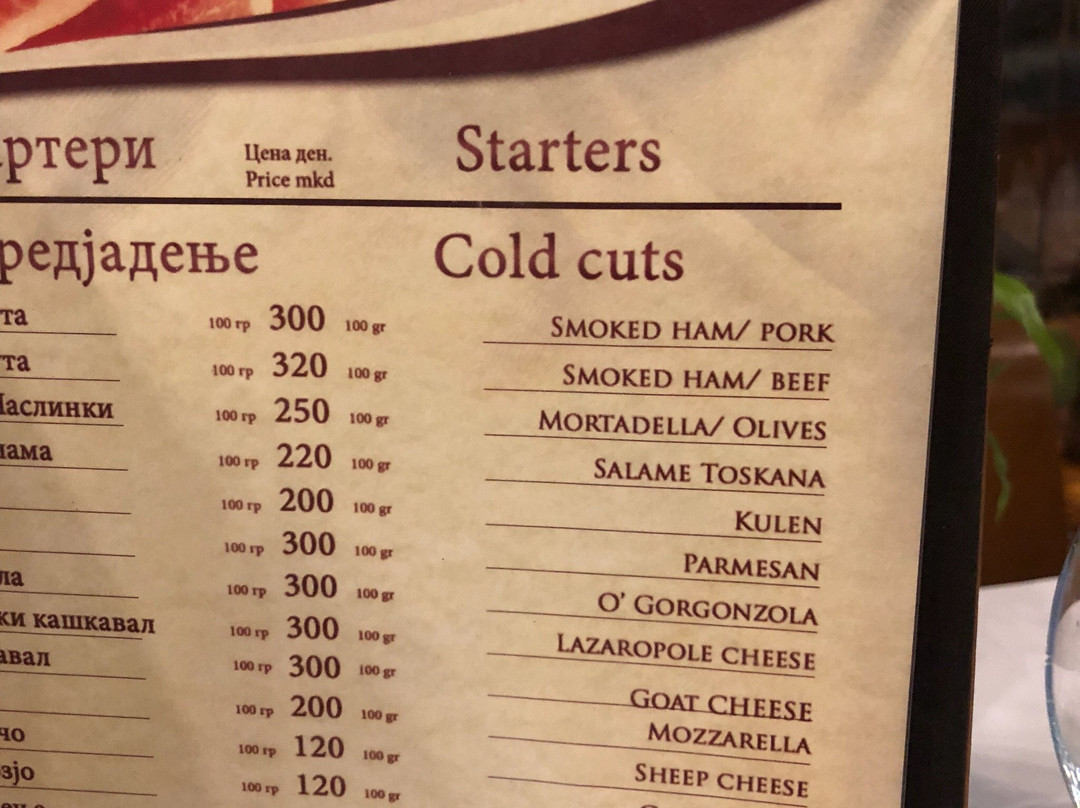 ртери Цена ден. Starters
Price mkd
редјадење Cold cuts
та 100 гр 300 100 gr SMOKED HAM/ PORK
та 100 гр 320 100 gr SMOKED HAM/ BEEF
аслинки 100 гр 250 100 gr MORTADELLA/ OLIVES
лама 100 гр 220 100 gr SALAME TOSKANA
100 гр 200 100 gr KULEN
100 гр 300 100 gr PARMESAN
ла 100 гр 300 100 gr O' GORGONZOLA
ки кашкавал 100 гр 300 100 gr LAZAROPOLE CHEESE
авал 100 гр 300 100 gr GOAT CHEESE
100 гр 200 100 gr MOZZARELLA
чо 100 гр 120 100 gr SHEEP CHEESE
зјо 100 гр 120 100 gr